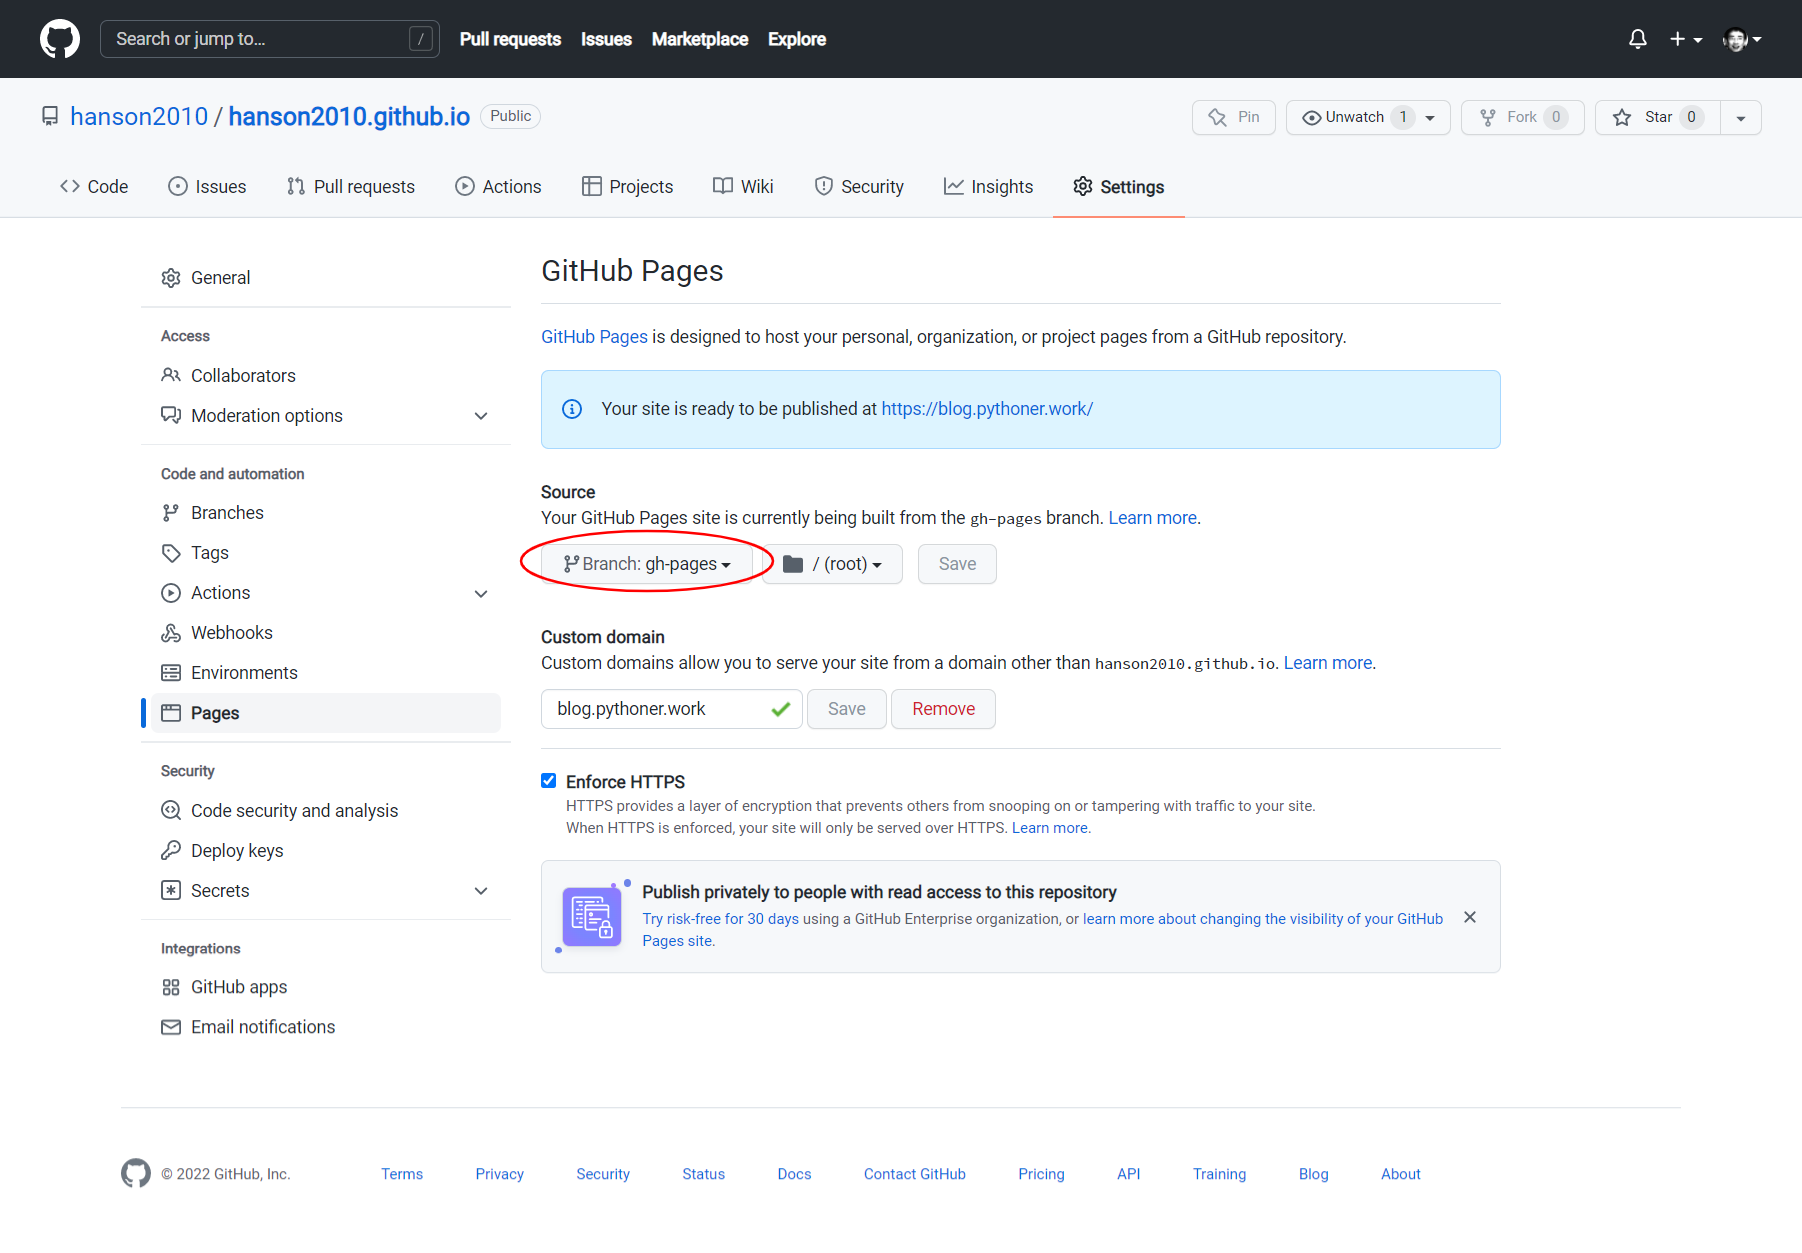 Search or jump to... /
Pull requests Issues Marketplace Explore
hanson2010 / hanson2010.github.io Public
Pin Unwatch 1 Fork 0 Star 0
Code Issues Pull requests Actions Projects Wiki Security Insights Settings
General
Access
Collaborators
Moderation options
Code and automation
Branches
Tags
Actions
Webhooks
Environments
Pages
Security
Code security and analysis
Deploy keys
Secrets
Integrations
GitHub apps
Email notifications
GitHub Pages
GitHub Pages is designed to host your personal, organization, or project pages from a GitHub repository.
Your site is ready to be published at https://blog.pythoner.work/
Source
Your GitHub Pages site is currently being built from the gh-pages branch. Learn more.
Branch: gh-pages / (root) Save
Custom domain
Custom domains allow you to serve your site from a domain other than hanson2010.github.io. Learn more.
blog.pythoner.work Save Remove
Enforce HTTPS
HTTPS provides a layer of encryption that prevents others from snooping on or tampering with traffic to your site.
When HTTPS is enforced, your site will only be served over HTTPS. Learn more.
Publish privately to people with read access to this repository
Try risk-free for 30 days using a GitHub Enterprise organization, or learn more about changing the visibility of your GitHub
Pages site.
© 2022 GitHub, Inc. Terms Privacy Security Status Docs Contact GitHub Pricing API Training Blog About